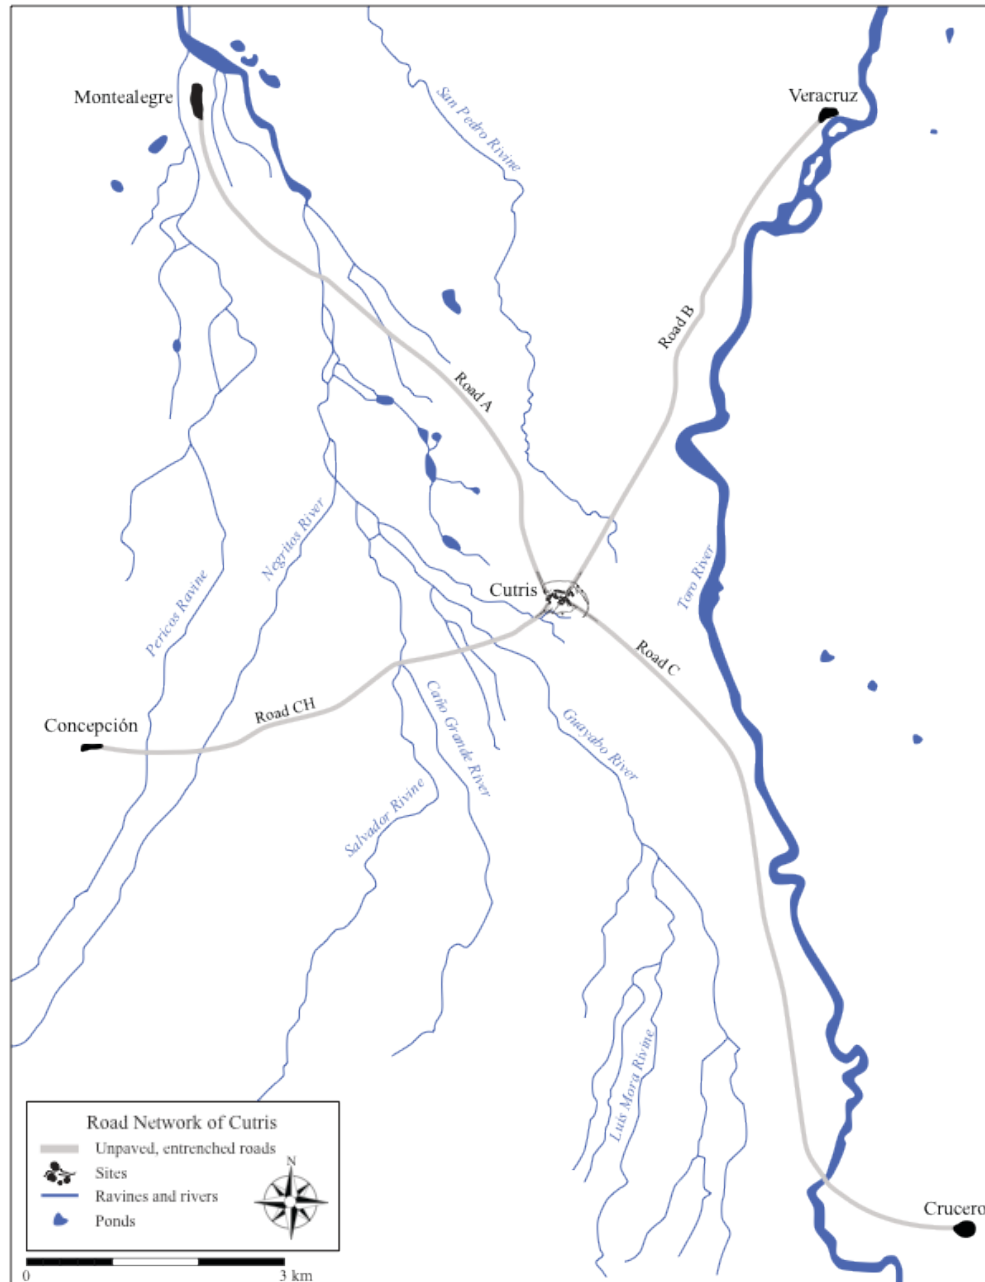 Montealegre
Veracruz
San Pedro Rivine
Road B
Road A
Negritos River
Toro River
Pericos Ravine
Cutris
Road C
Road CH
Concepción
Caño Grande River
Guayabo River
Salvador Rivine
Luis Mora Rivine
Crucero
Road Network of Cutris
Unpaved, entrenched roads
Sites
Ravines and rivers
Ponds
N
0 3 km